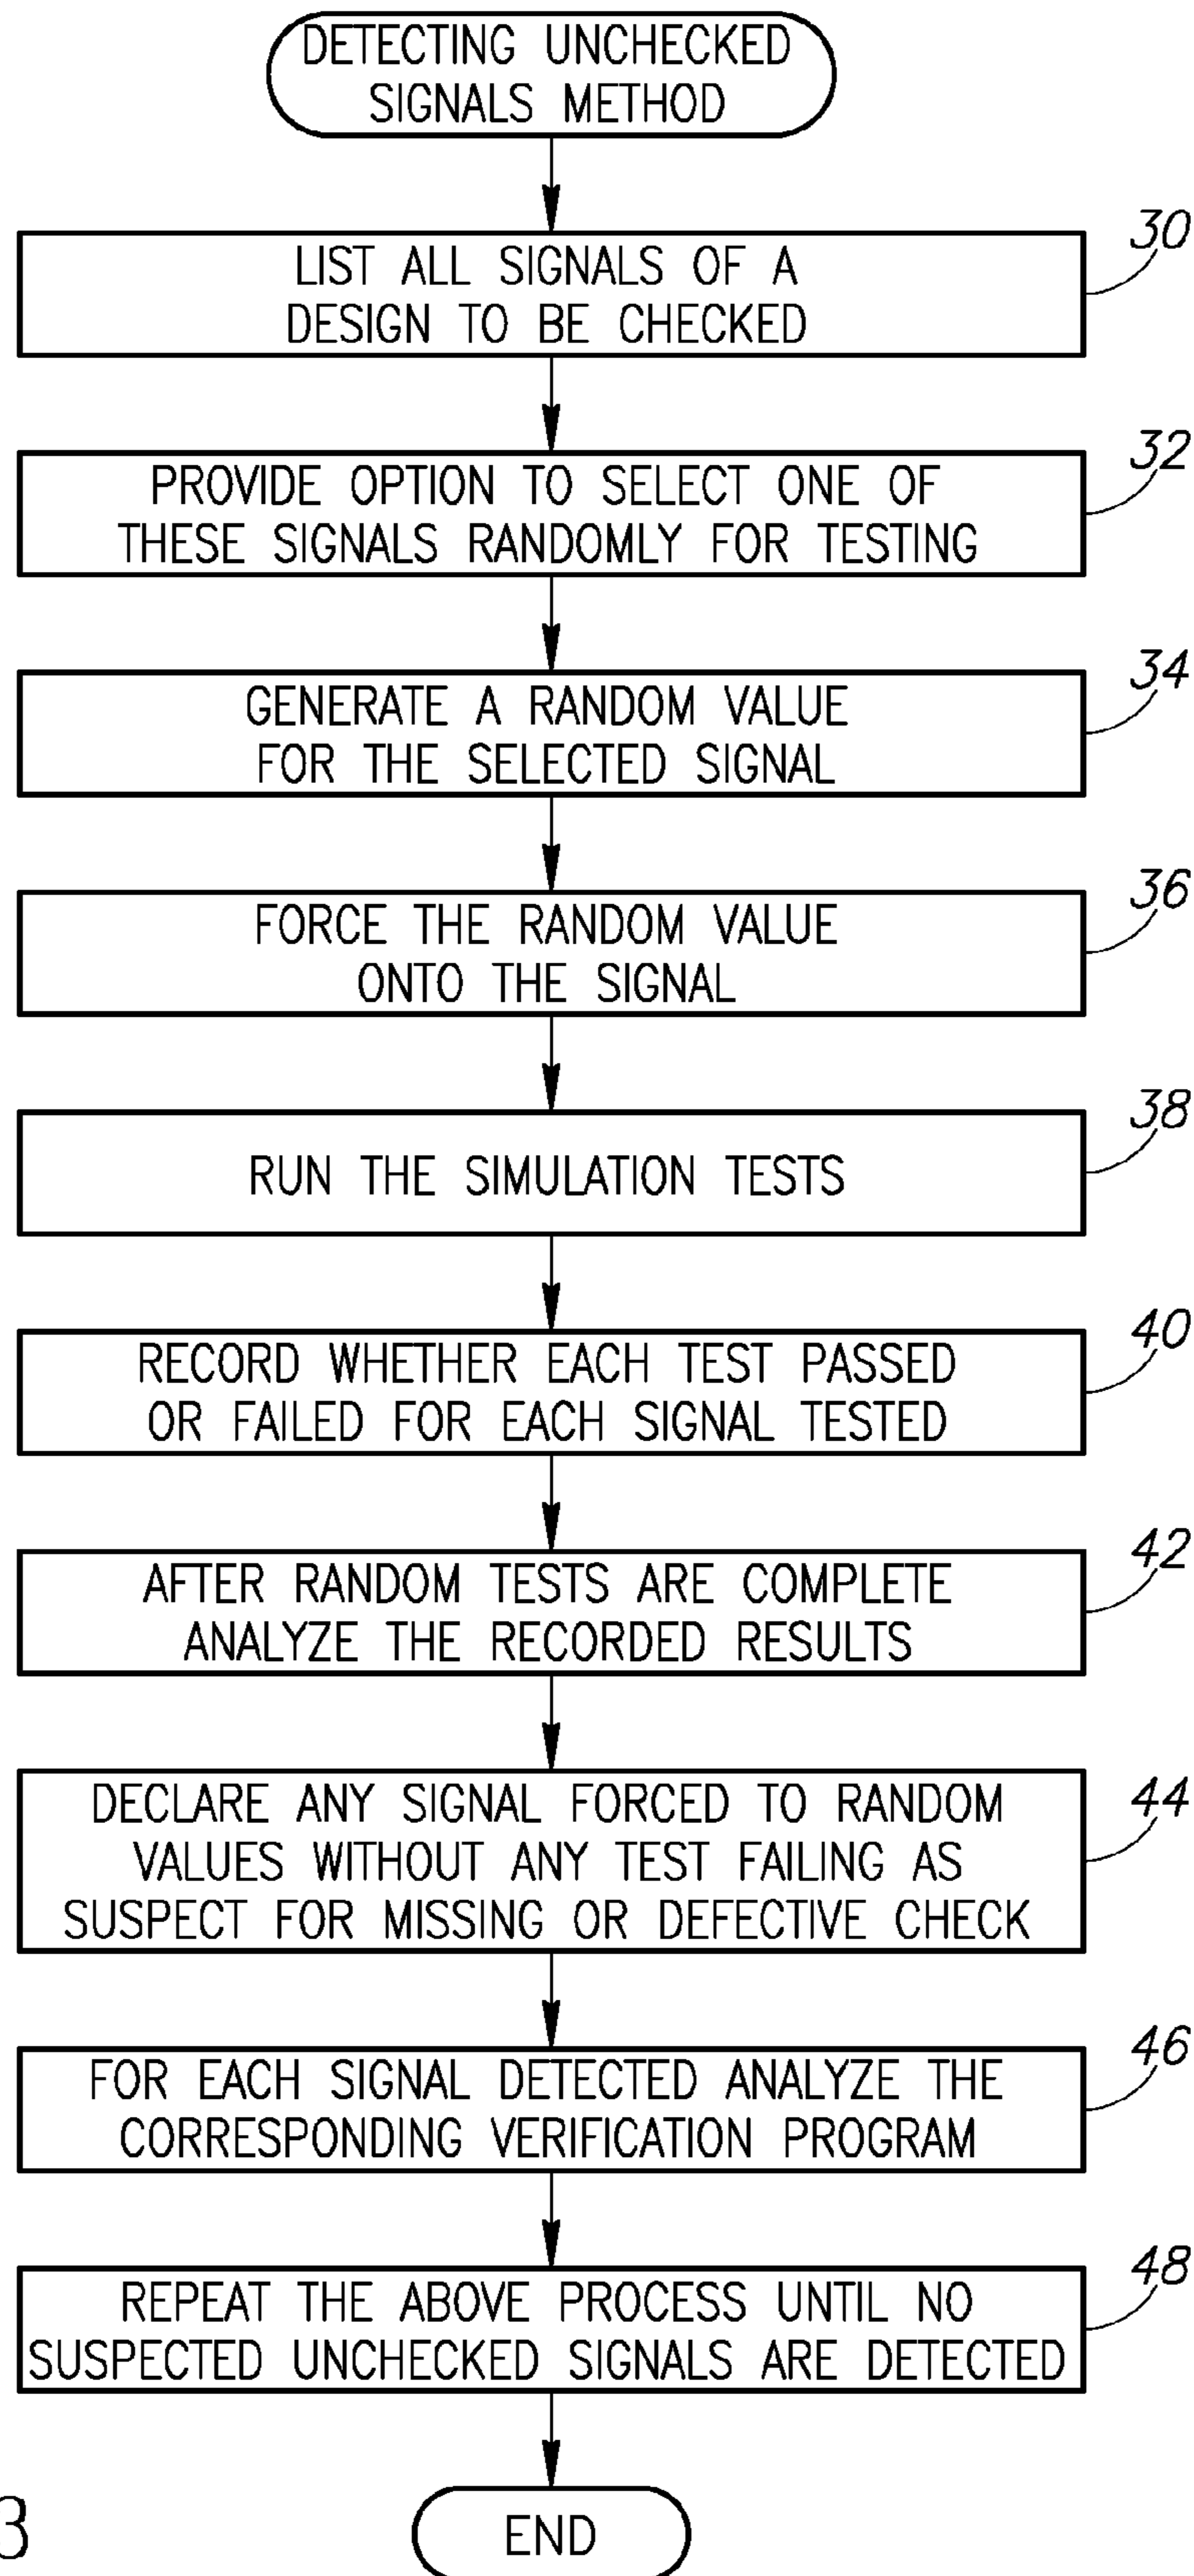 DETECTING UNCHECKED
SIGNALS METHOD
30
LIST ALL SIGNALS OF A
DESIGN TO BE CHECKED
32
PROVIDE OPTION TO SELECT ONE OF
THESE SIGNALS RANDOMLY FOR TESTING
34
GENERATE A RANDOM VALUE
FOR THE SELECTED SIGNAL
36
FORCE THE RANDOM VALUE
ONTO THE SIGNAL
38
RUN THE SIMULATION TESTS
40
RECORD WHETHER EACH TEST PASSED
OR FAILED FOR EACH SIGNAL TESTED
42
AFTER RANDOM TESTS ARE COMPLETE
ANALYZE THE RECORDED RESULTS
44
DECLARE ANY SIGNAL FORCED TO RANDOM
VALUES WITHOUT ANY TEST FAILING AS
SUSPECT FOR MISSING OR DEFECTIVE CHECK
46
FOR EACH SIGNAL DETECTED ANALYZE THE
CORRESPONDING VERIFICATION PROGRAM
48
REPEAT THE ABOVE PROCESS UNTIL NO
SUSPECTED UNCHECKED SIGNALS ARE DETECTED
3
END